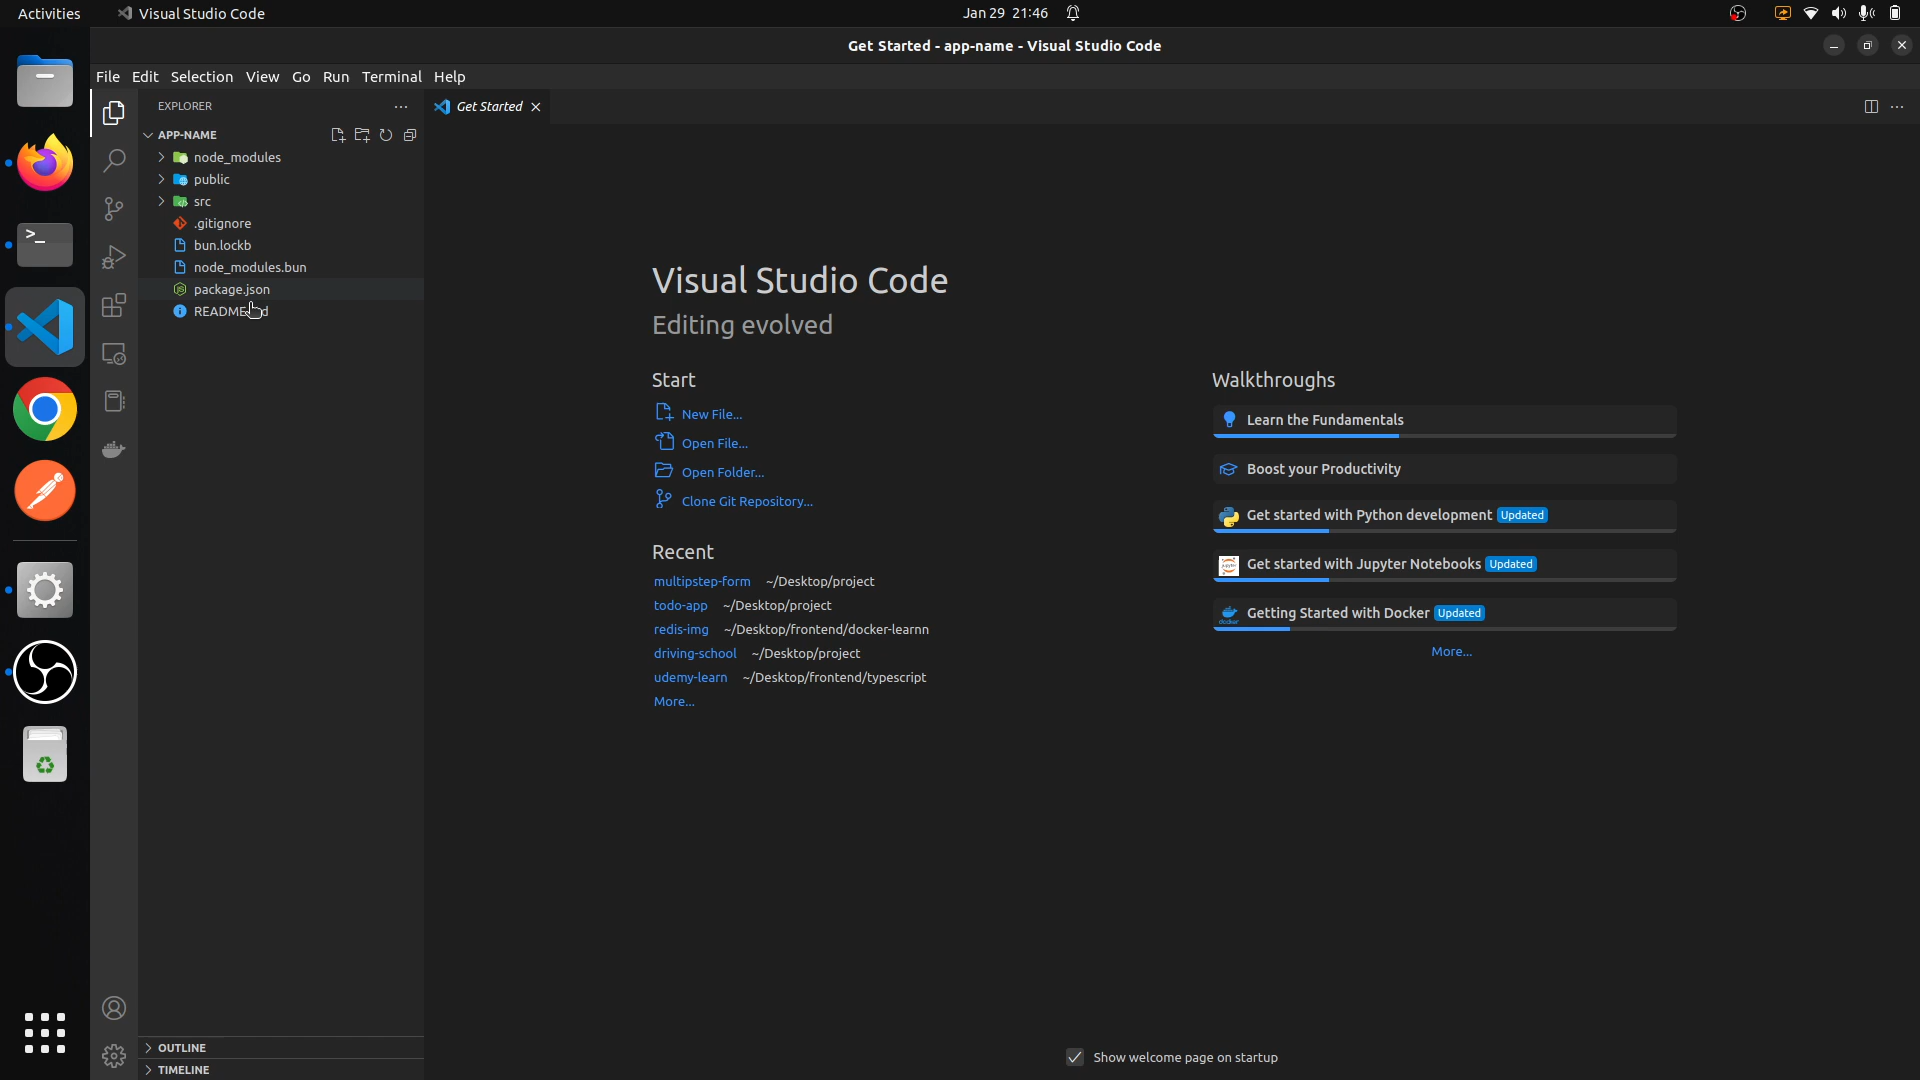 Activities
Visual Studio Code
Jan 29 21:46
Get Started - app-name - Visual Studio Code
File Edit Selection View Go Run Terminal Help
EXPLORER
Get Started
APP-NAME
node_modules
public
src
.gitignore
bun.lockb
node_modules.bun
package.json
Visual Studio Code
Editing evolved
Start
New File...
Open File...
Open Folder...
Clone Git Repository...
Recent
multipstep-form ~/Desktop/project
todo-app ~/Desktop/project
redis-img ~/Desktop/frontend/docker-learnn
driving-school ~/Desktop/project
udemy-learn ~/Desktop/frontend/typescript
More...
Walkthroughs
Learn the Fundamentals
Boost your Productivity
Get started with Python development Updated
Get started with Jupyter Notebooks Updated
Getting Started with Docker Updated
More...
OUTLINE
TIMELINE
Show welcome page on startup